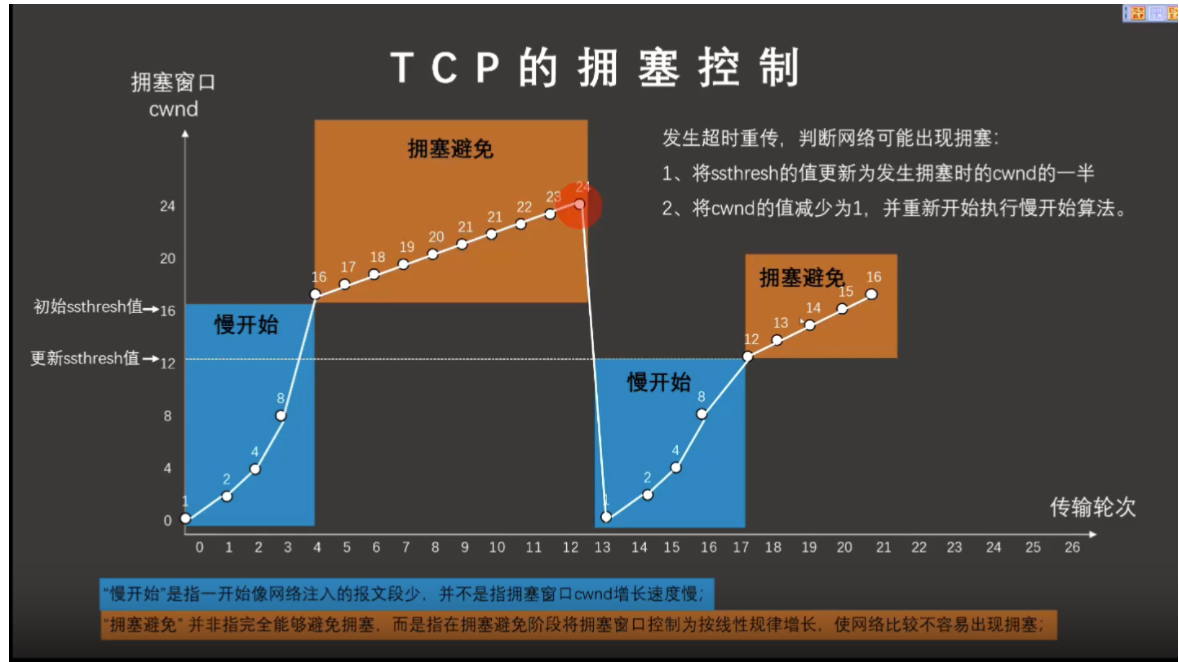 TCP的拥塞控制
拥塞窗口
cwnd
发生超时重传，判断网络可能出现拥塞：
1、将ssthresh的值更新为发生拥塞时的cwnd的一半
2、将cwnd的值减少为1，并重新开始执行慢开始算法。
拥塞避免
24
20
初始ssthresh值→16
更新ssthresh值→12
8
4
0
慢开始
1
2
4
8
16
17
18
19
20
21
21
22
23
24
慢开始
1
2
4
8
拥塞避免
12
13
14
15
16
传输轮次
0 1 2 3 4 5 6 7 8 9 10 11 12 13 14 15 16 17 18 19 20 21 22 23 24 25 26
“慢开始”是指一开始像网络注入的报文段少，并不是指拥塞窗口cwnd增长速度慢；
“拥塞避免” 并非指完全能够避免拥塞，而是指在拥塞避免阶段将拥塞窗口控制为按线性规律增长，使网络比较不容易出现拥塞；